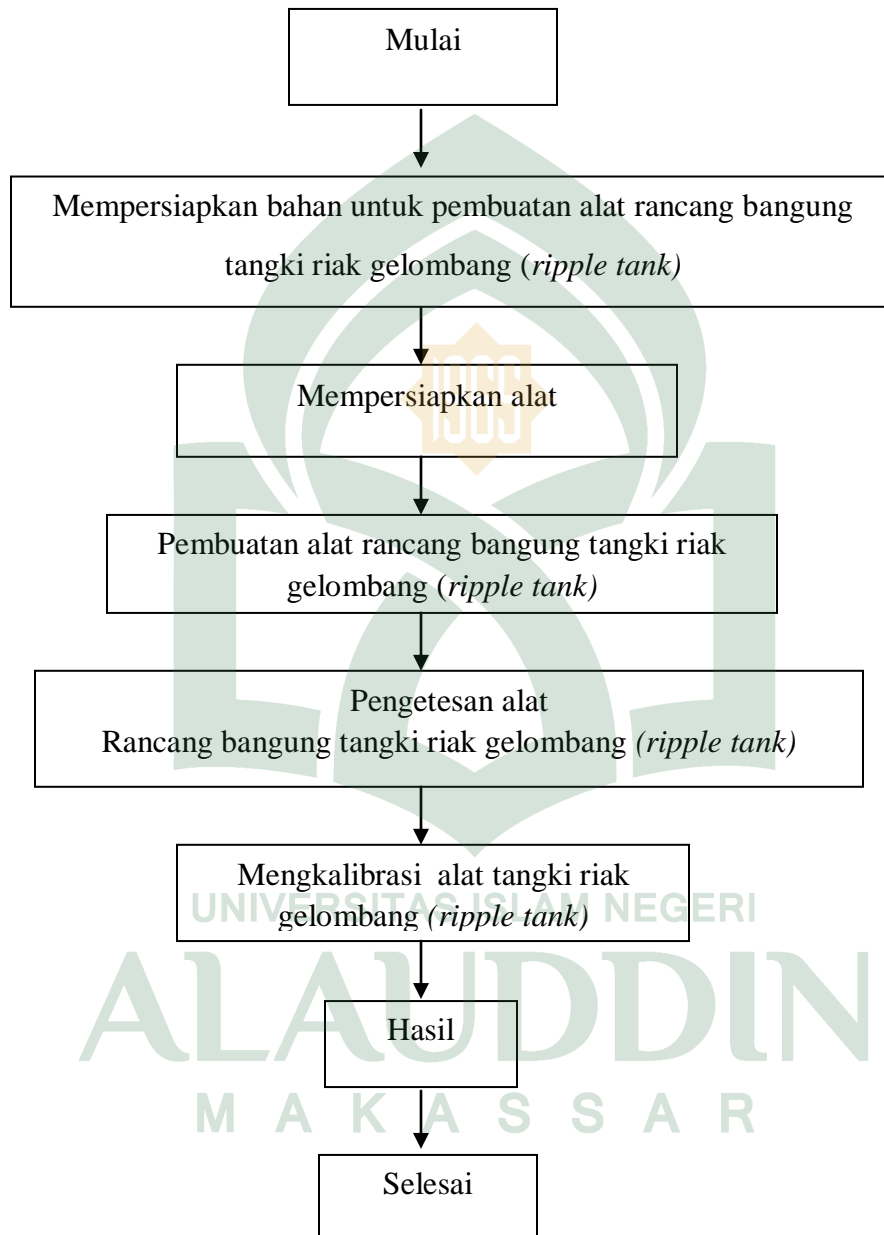 Mulai
Mempersiapkan bahan untuk pembuatan alat rancang bangung
tangki riak gelombang (ripple tank)
1965
Mempersiapkan alat
Pembuatan alat rancang bangung tangki riak
gelombang (ripple tank)
Pengetesan alat
Rancang bangung tangki riak gelombang (ripple tank)
Mengkalibrasi alat tangki riak
gelombang (ripple tank)
UNIVERSITAS ISLAM NEGERI
ALAUDDIN
Hasil
MAKASSAR
Selesai